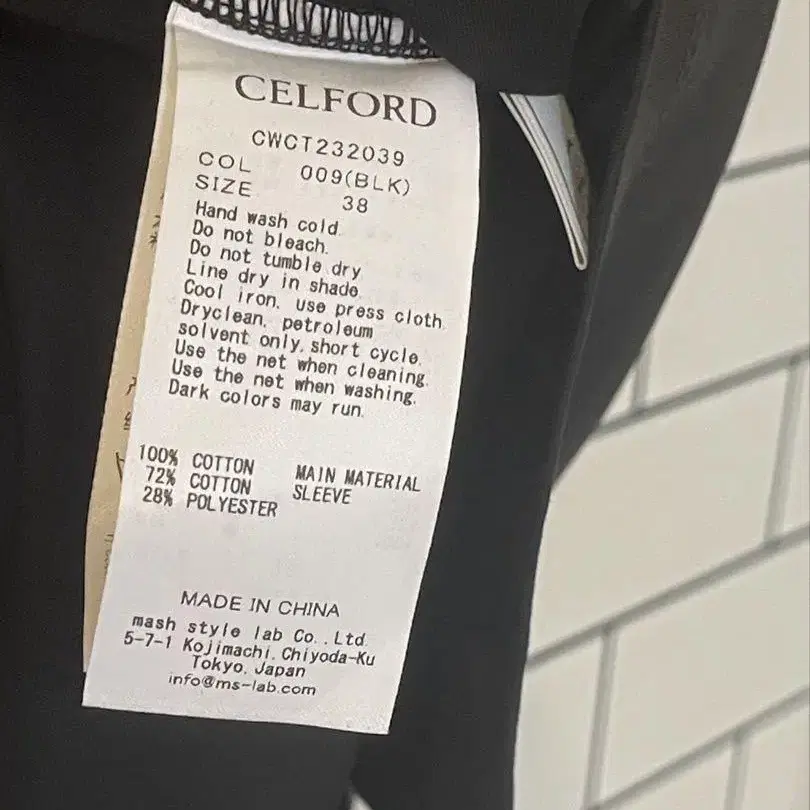 CELFORD
CWCT232039
COL 009(BLK)
SIZE 38
Hand wash cold.
Do not bleach.
Do not tumble dry
Line dry in shade
Cool iron, use press cloth.
Dryclean, petroleum
solvent only, short cycle.
Use the net when cleaning.
Use the net when washing.
Dark colors may run.
100% COTTON MAIN MATERIAL
72% COTTON SLEEVE
28% POLYESTER
MADE IN CHINA
mash style lab Co., Ltd.
5-7-1 Kojimachi, Chiyoda-Ku
Tokyo, Japan
info@ms-lab.com